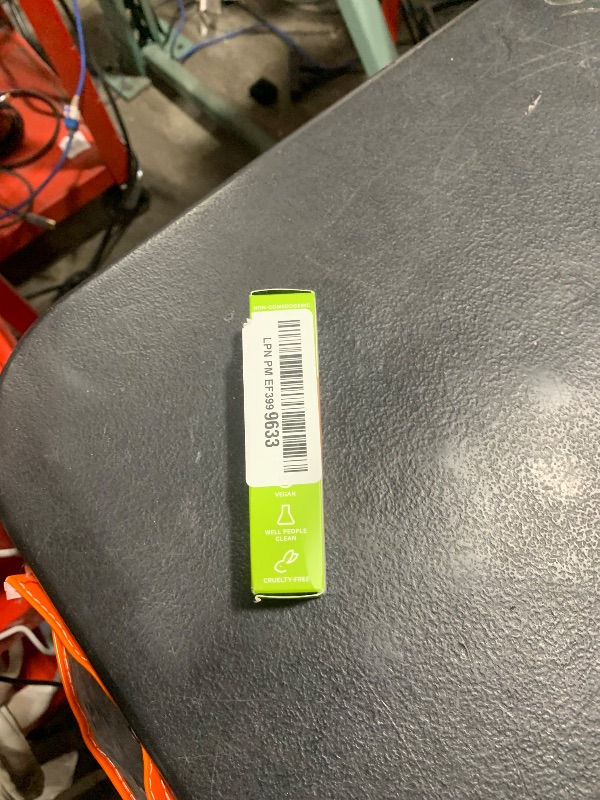 NON-COMEDOGENIC
LPN PM EF399 9633
VEGAN
WELL PEOPLE
CLEAN
CRUELTY-FREE